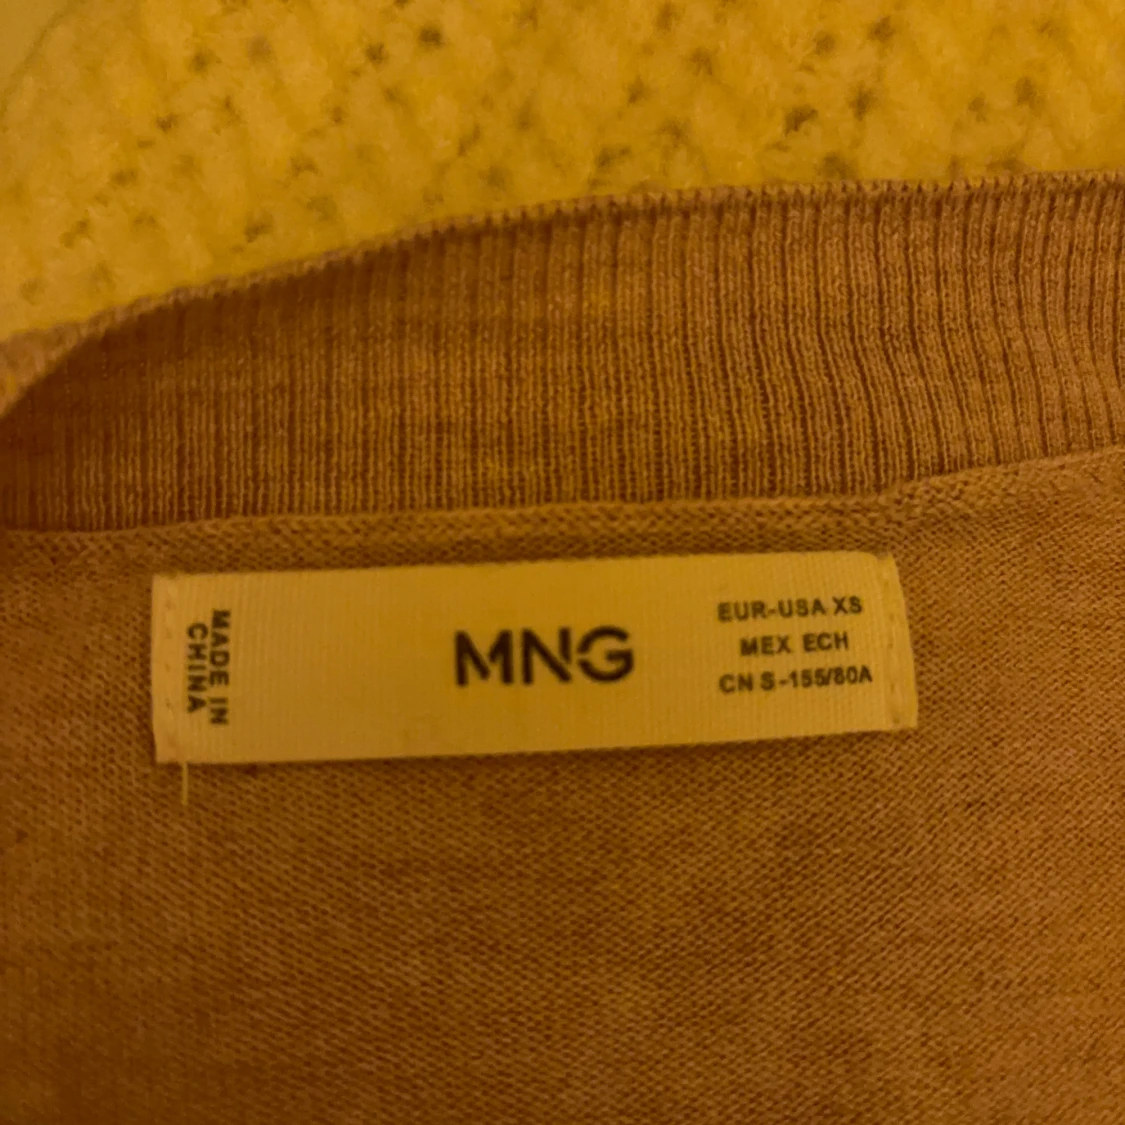 MADE IN
CHINA
MNG
EUR-USA XS
MEX ECH
CN S-155/80A